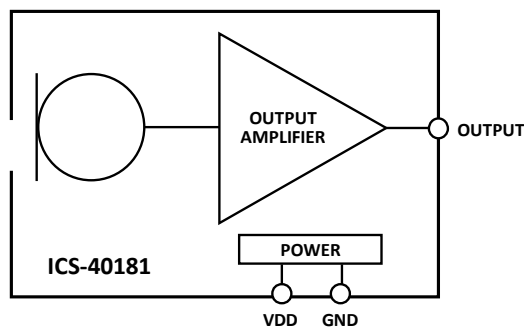 OUTPUT
AMPLIFIER
OUTPUT
POWER
ICS-40181
VDD
GND